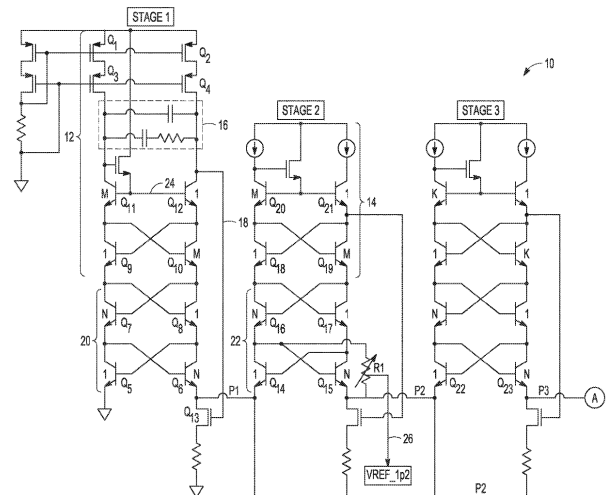 STAGE 1
Q1
Q2
Q3
Q4
10
12
16
STAGE 2
STAGE 3
24
M
Q11
Q12
1
18
M
Q20
Q21
1
14
K
1
1
Q9
Q10
M
1
Q18
Q19
M
1
K
20
N
Q7
Q8
1
22
N
Q16
Q17
1
N
1
1
Q5
Q6
N
1
Q14
Q15
N
R1
1
Q22
Q23
N
P1
P2
P3
A
Q13
26
VREF_1p2
P2